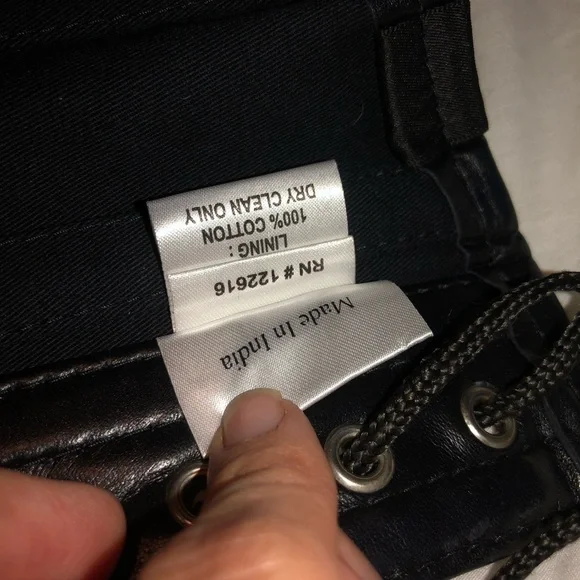 Made In India
RN # 122616
LINING :
100% COTTON
DRY CLEAN ONLY